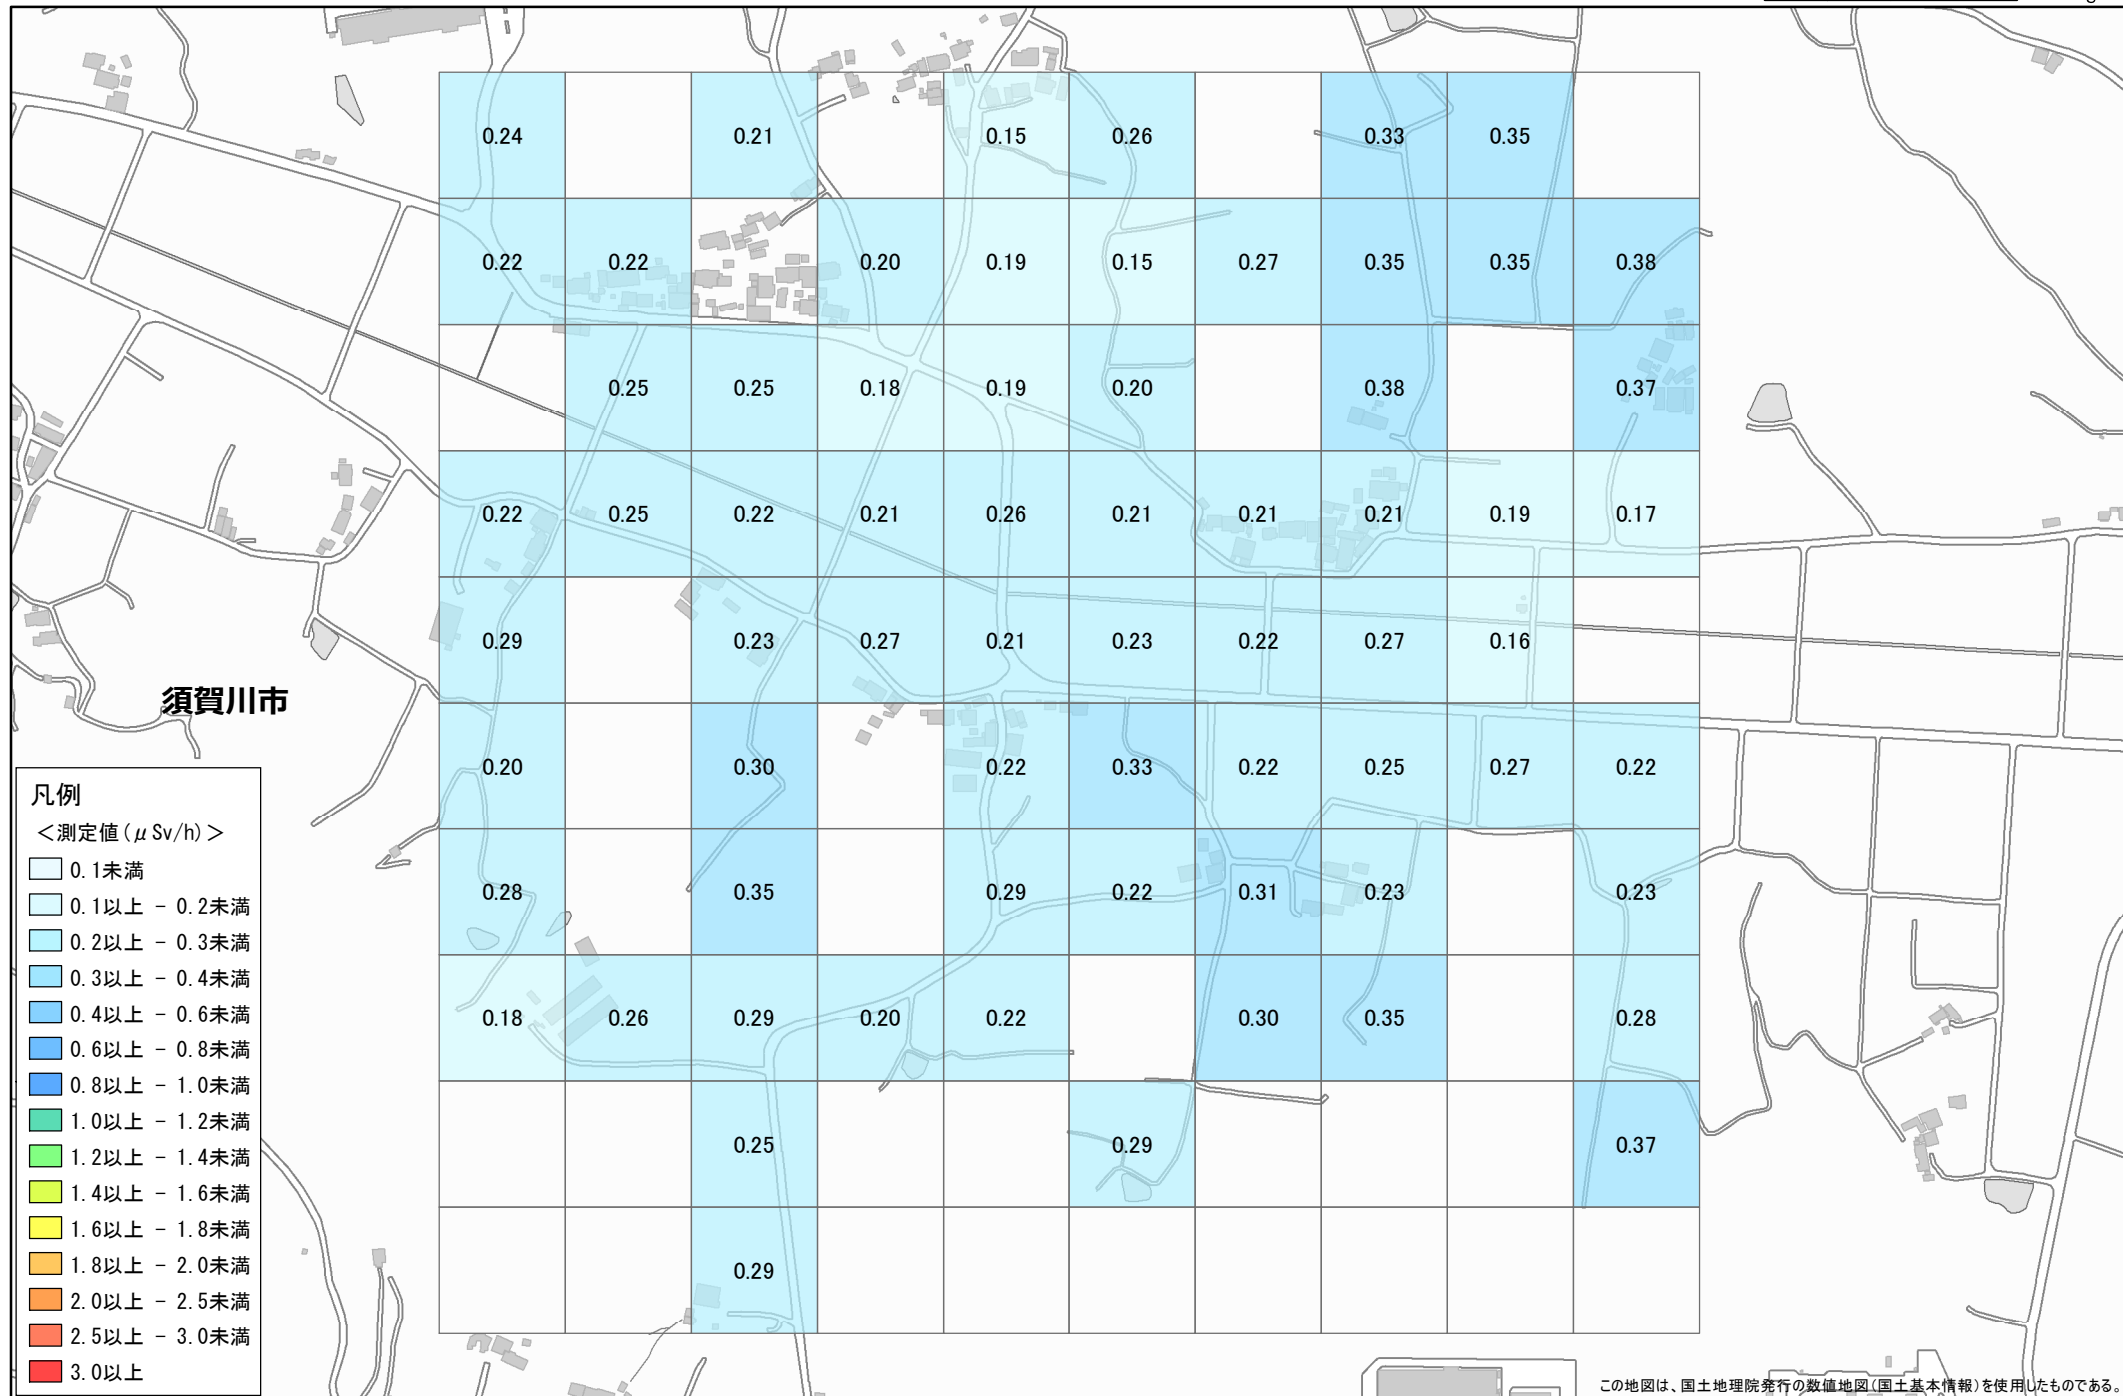 0.24 0.21 0.15 0.26 0.33 0.35
0.22 0.22 0.20 0.19 0.15 0.27 0.35 0.35 0.38
0.25 0.25 0.18 0.19 0.20 0.38 0.37
0.22 0.25 0.22 0.21 0.26 0.21 0.21 0.21 0.19 0.17
0.29 0.23 0.27 0.21 0.23 0.22 0.27 0.16
須賀川市
0.20 0.30 0.22 0.33 0.22 0.25 0.27 0.22
0.28 0.35 0.29 0.22 0.31 0.23 0.23
0.18 0.26 0.29 0.20 0.22 0.30 0.35 0.28
0.25 0.29 0.37
0.29
凡例
＜測定値(μSv/h)＞
0.1未満
0.1以上 － 0.2未満
0.2以上 － 0.3未満
0.3以上 － 0.4未満
0.4以上 － 0.6未満
0.6以上 － 0.8未満
0.8以上 － 1.0未満
1.0以上 － 1.2未満
1.2以上 － 1.4未満
1.4以上 － 1.6未満
1.6以上 － 1.8未満
1.8以上 － 2.0未満
2.0以上 － 2.5未満
2.5以上 － 3.0未満
3.0以上
この地図は、国土地理院発行の数値地図(国土基本情報)を使用したものである。